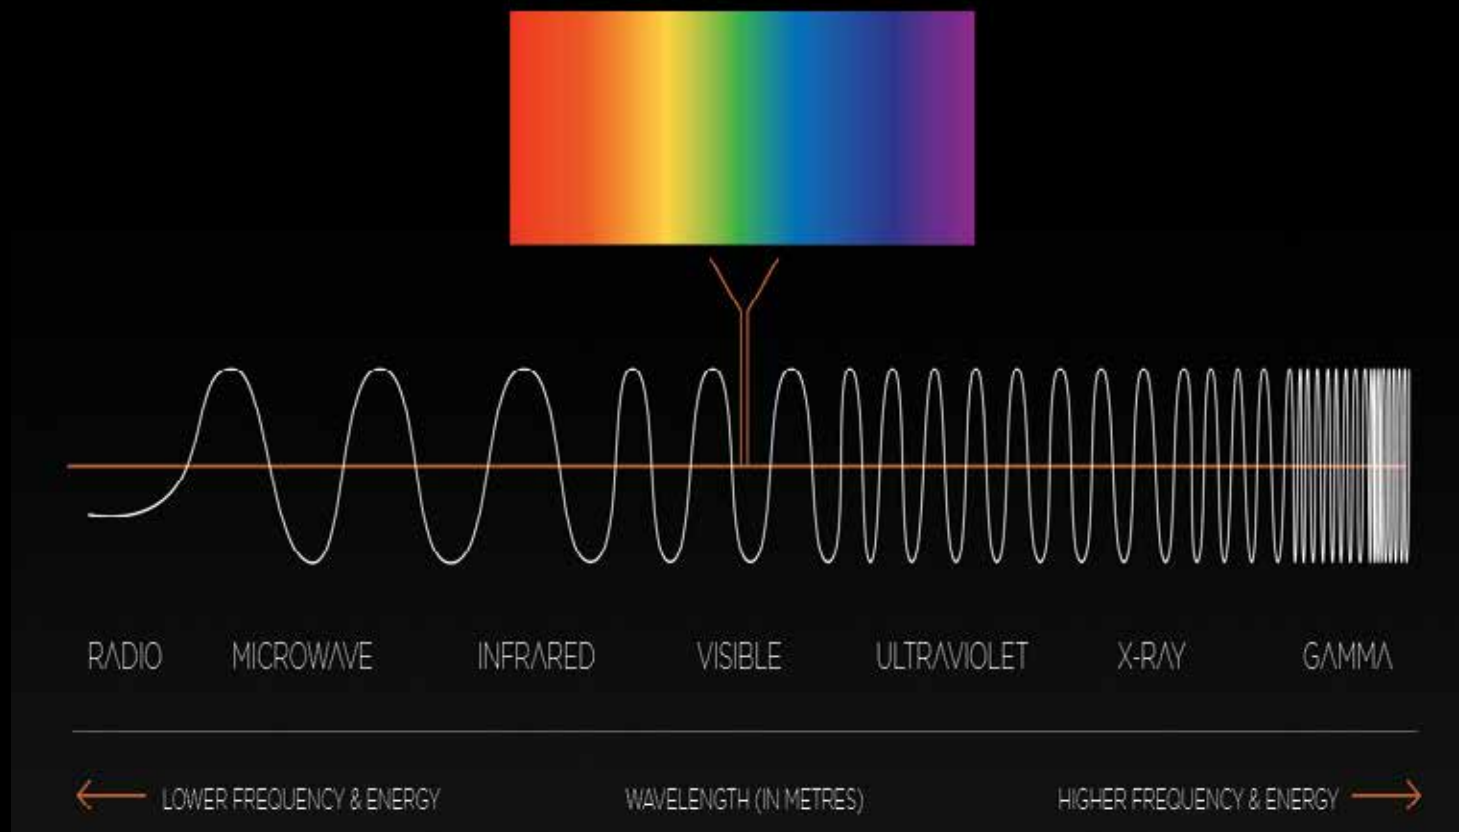 RADIO MICROWAVE INFRARED VISIBLE ULTRAVIOLET X-RAY GAMMA
LOWER FREQUENCY & ENERGY WAVELENGTH (IN METRES) HIGHER FREQUENCY & ENERGY